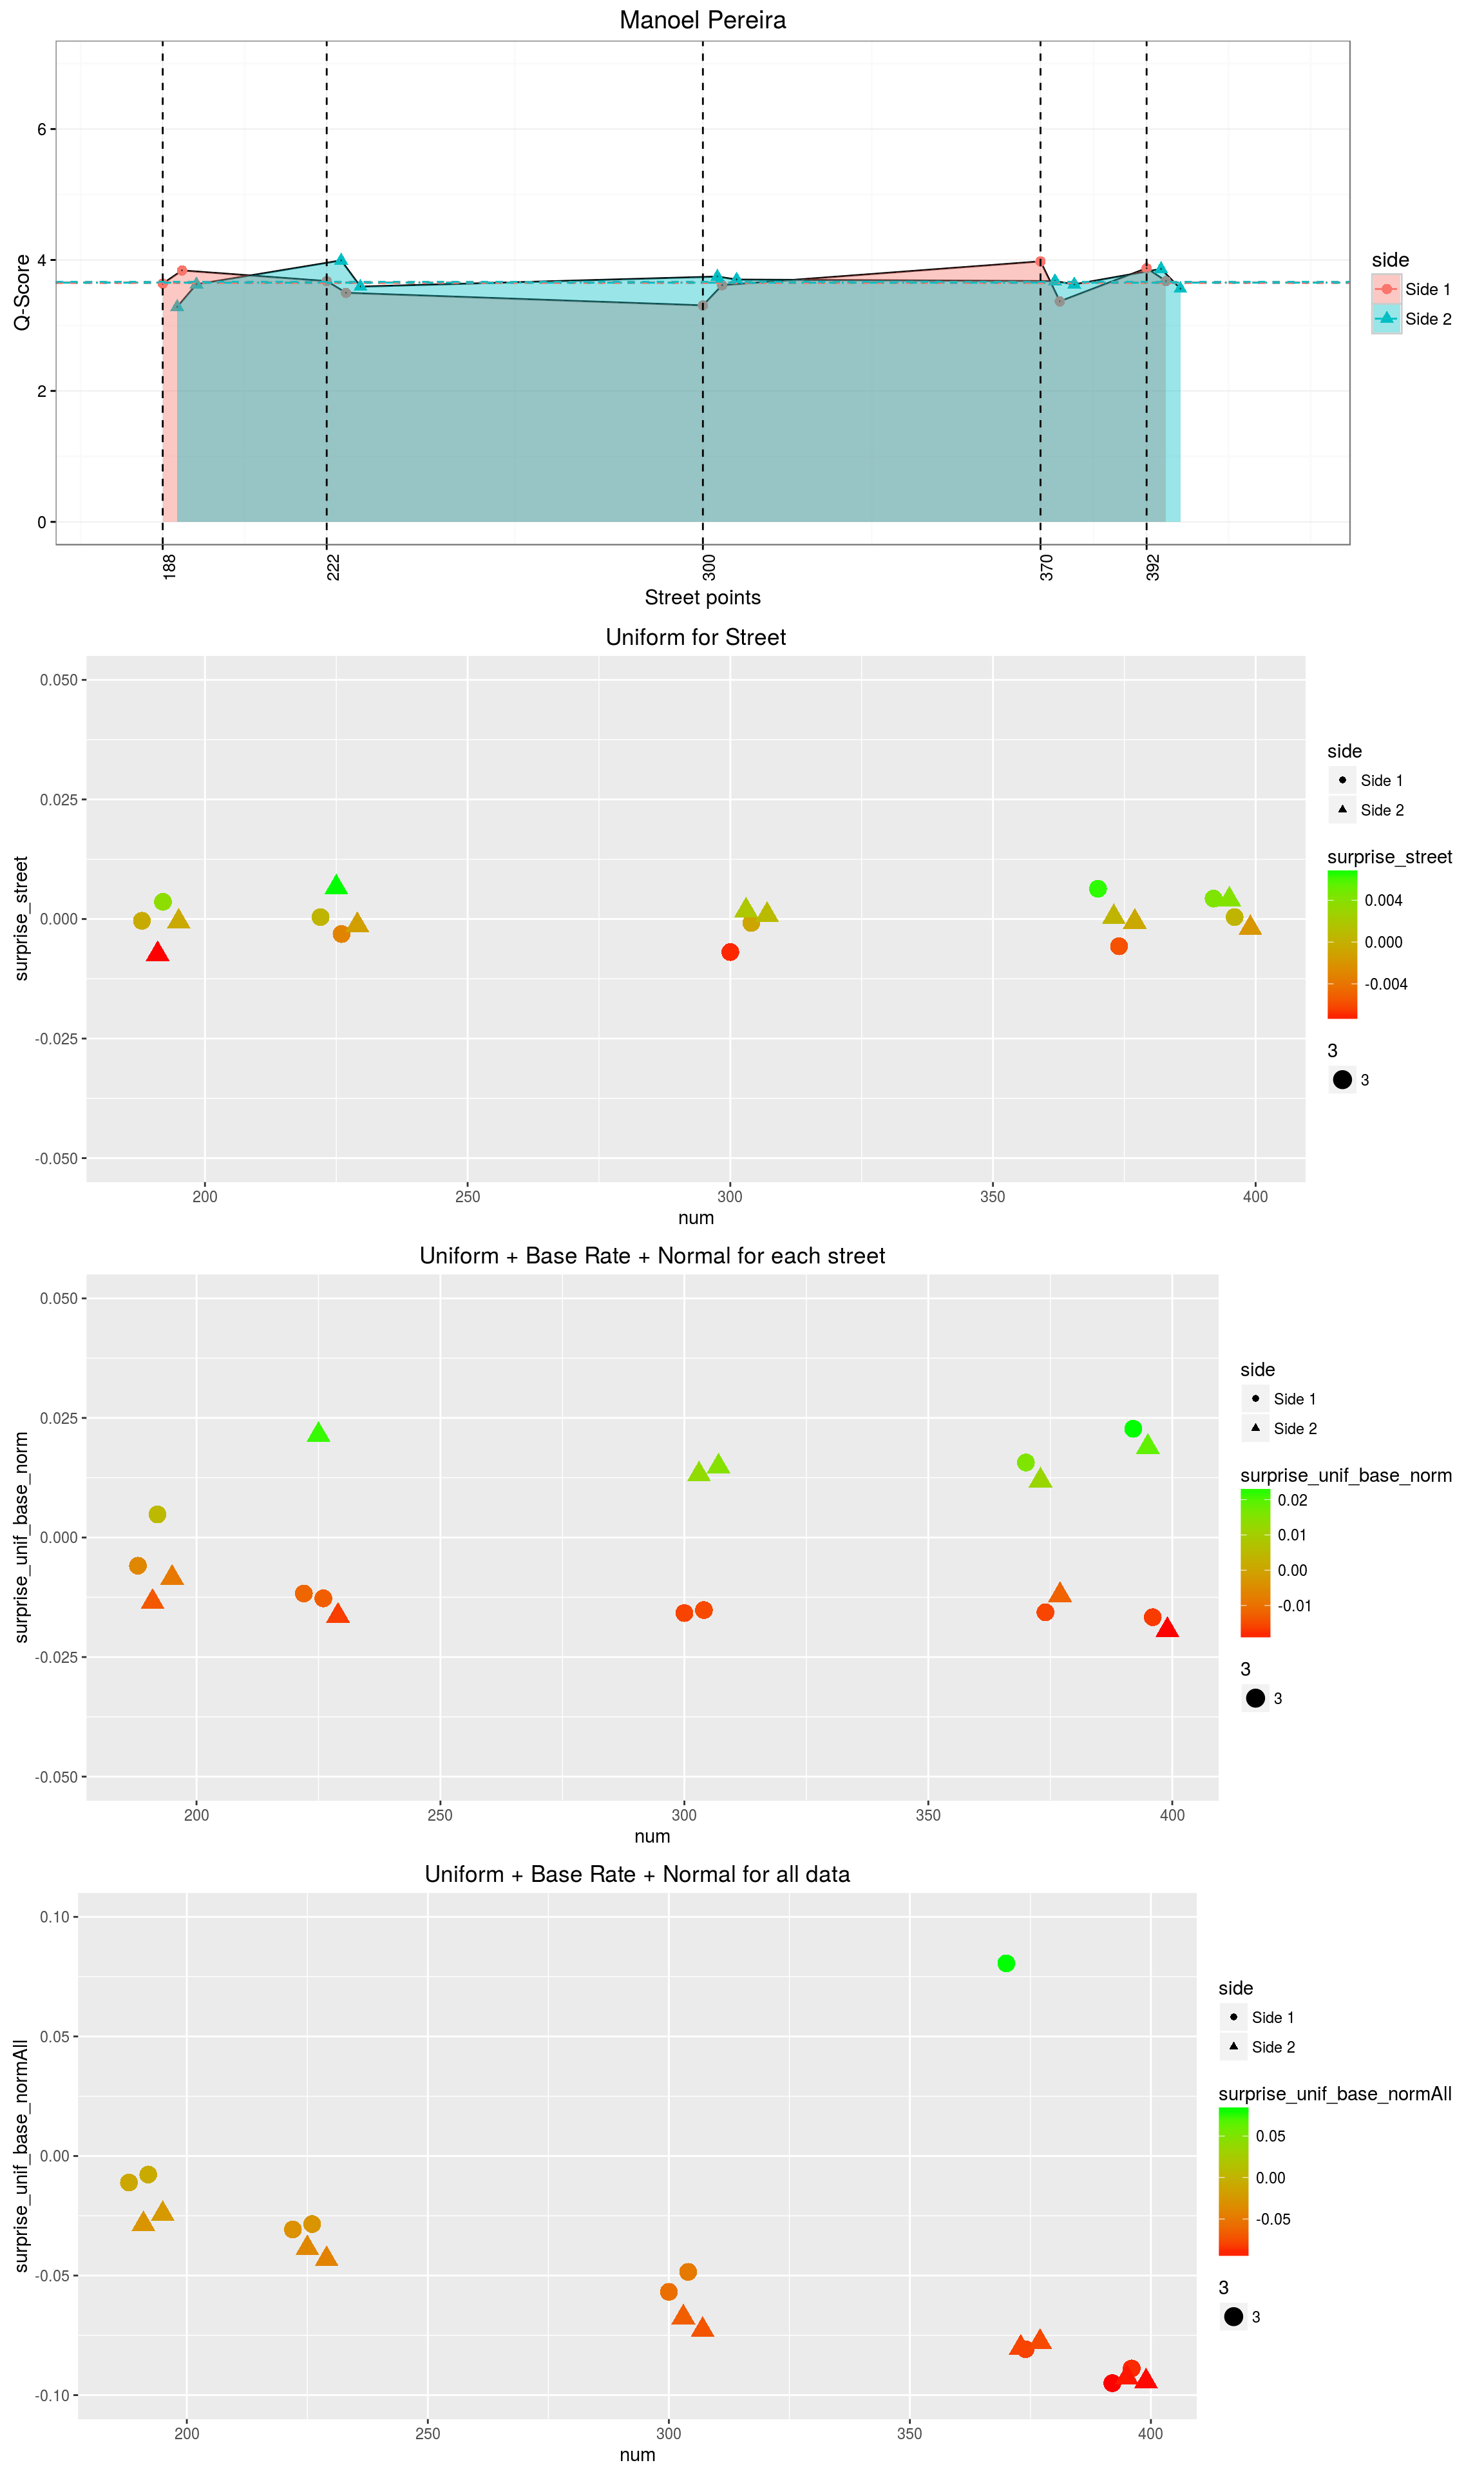 Manoel Pereira
Q-Score
6
4
2
0
188
222
300
370
392
Street points
side
Side 1
Side 2
Uniform for Street
surprise_street
0.050
0.025
0.000
-0.025
-0.050
200
250
300
350
400
num
side
Side 1
Side 2
surprise_street
0.004
0.000
-0.004
3
3
Uniform + Base Rate + Normal for each street
surprise_unif_base_norm
0.050
0.025
0.000
-0.025
-0.050
200
250
300
350
400
num
side
Side 1
Side 2
surprise_unif_base_norm
0.02
0.01
0.00
-0.01
3
3
Uniform + Base Rate + Normal for all data
surprise_unif_base_normAll
0.10
0.05
0.00
-0.05
-0.10
200
250
300
350
400
num
side
Side 1
Side 2
surprise_unif_base_normAll
0.05
0.00
-0.05
3
3